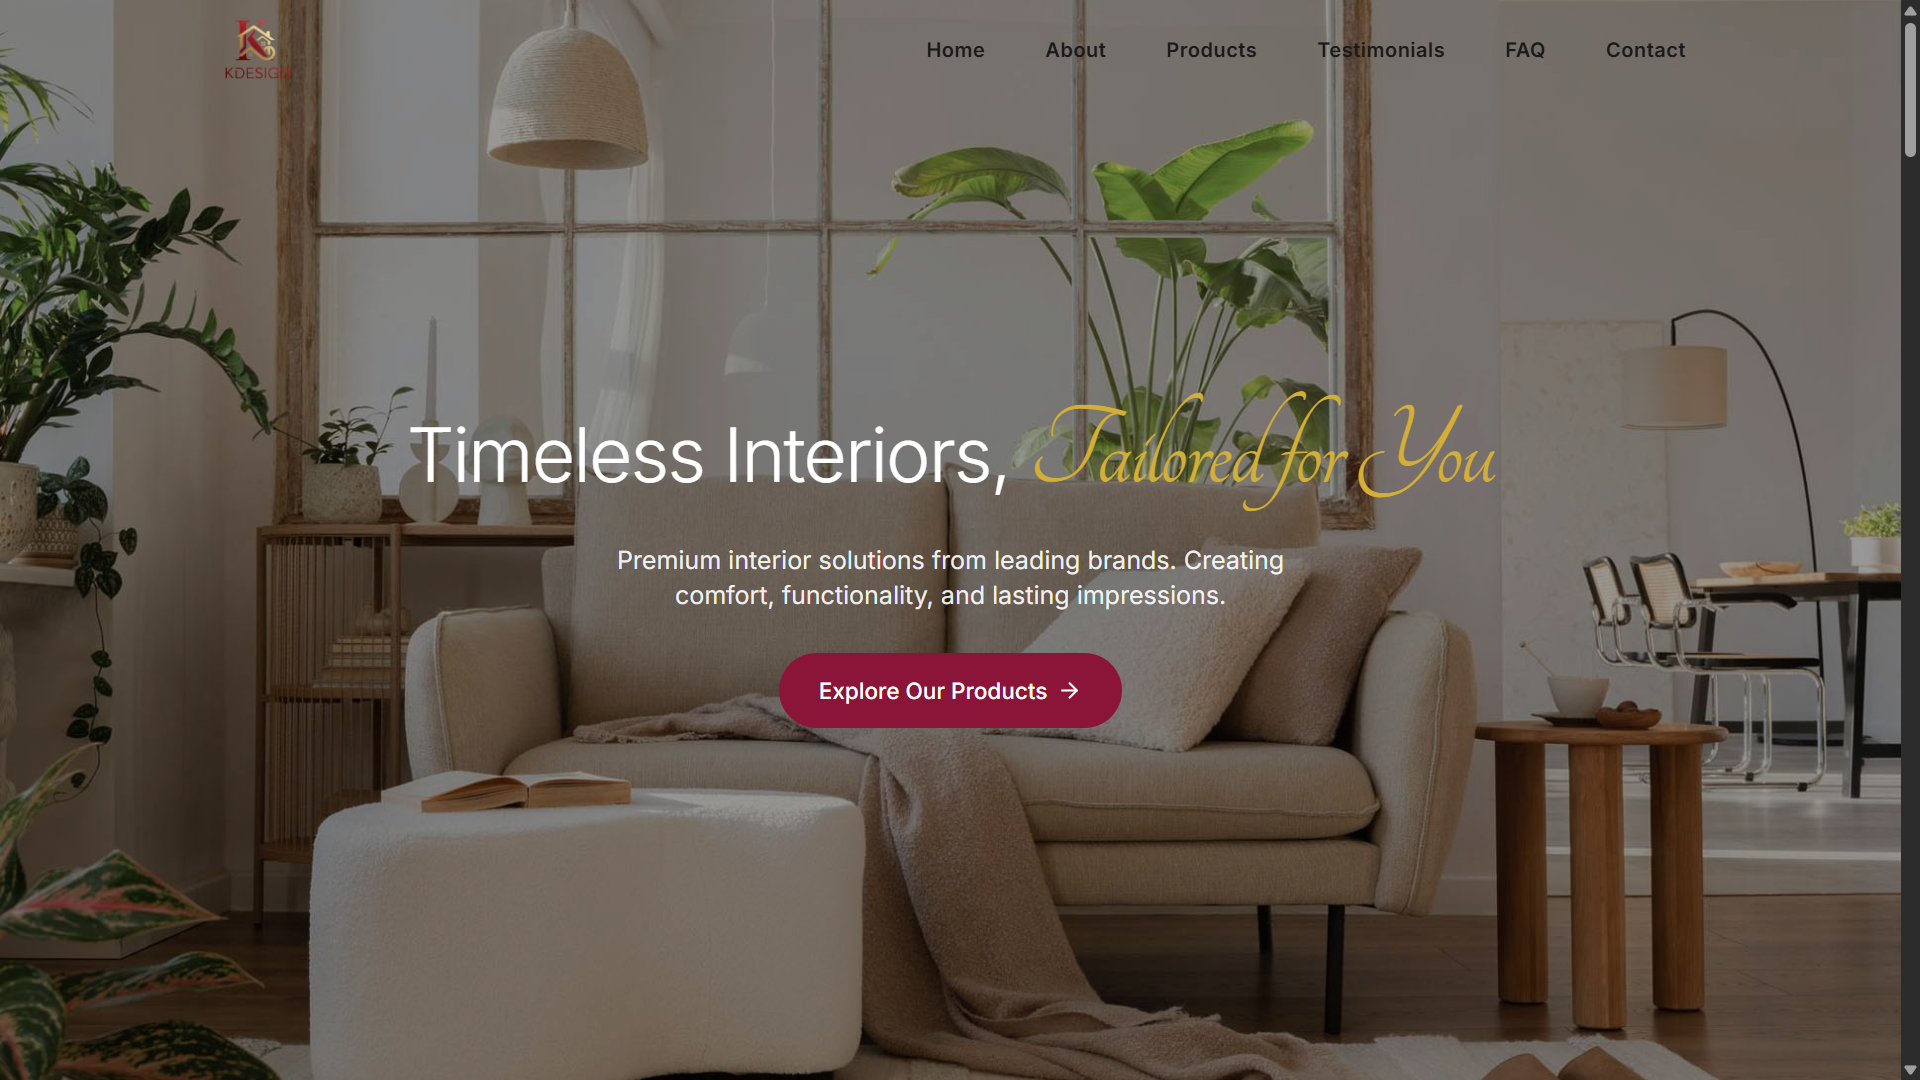 KDESIGN
Home About Products Testimonials FAQ Contact
Timeless Interiors, Tailored for You
Premium interior solutions from leading brands. Creating
comfort, functionality, and lasting impressions.
Explore Our Products →